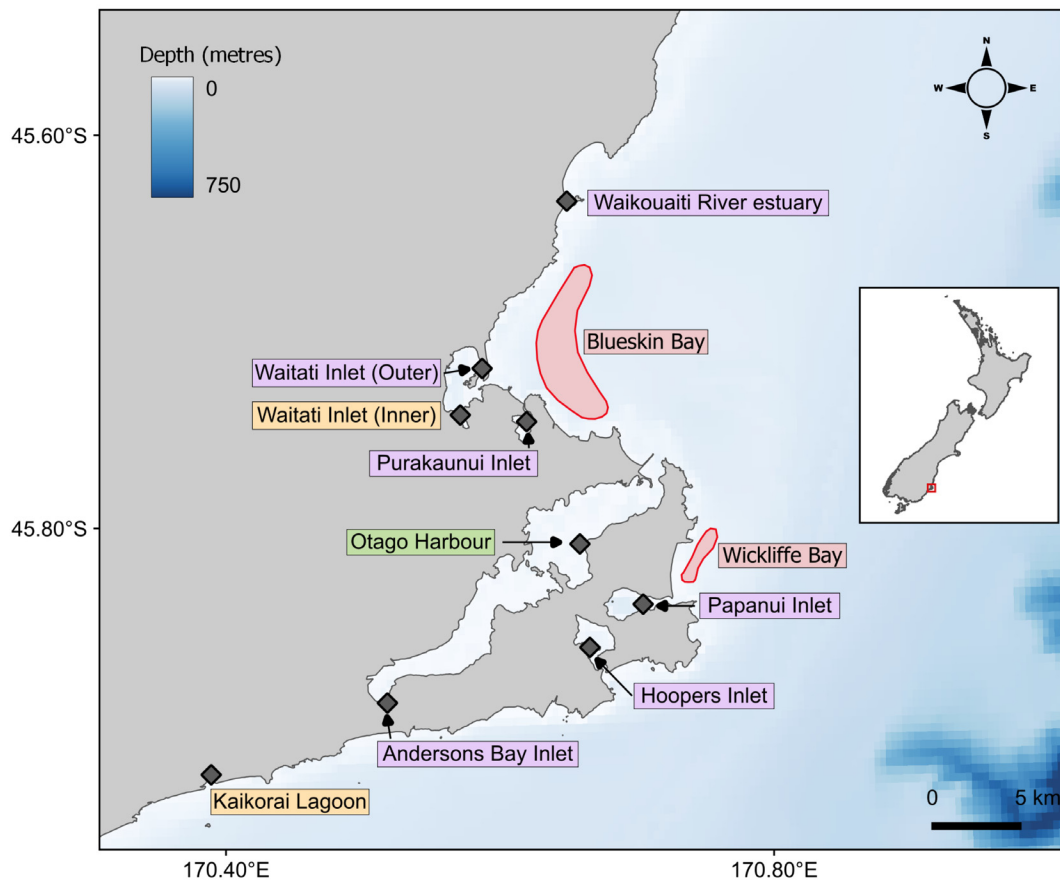 Depth (metres)
0
750
N
W
E
S
45.60°S
Waikouaiti River estuary
Blueskin Bay
Waitati Inlet (Outer)
Waitati Inlet (Inner)
Purakaunui Inlet
45.80°S
Otago Harbour
Wickliffe Bay
Papanui Inlet
Hoopers Inlet
Andersons Bay Inlet
Kaikorai Lagoon
0
5 km
170.40°E
170.80°E